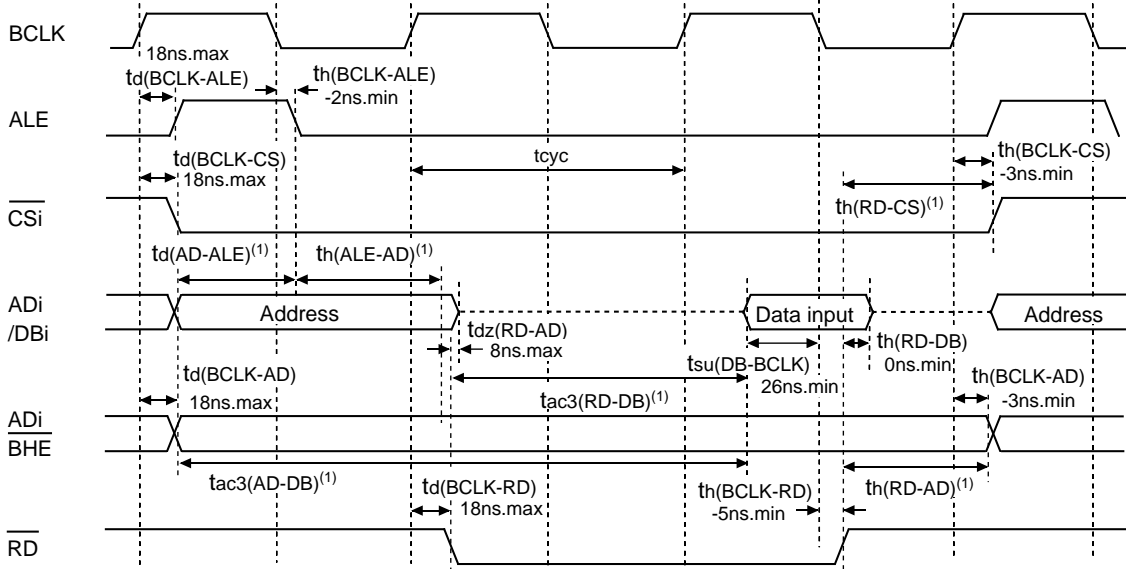 BCLK
18ns.max
td(BCLK-ALE)
th(BCLK-ALE)
-2ns.min
ALE
td(BCLK-CS)
18ns.max
tcyc
th(BCLK-CS)
-3ns.min
CSi
th(RD-CS)(1)
td(AD-ALE)(1)
th(ALE-AD)(1)
ADi
/DBi
Address
Data input
Address
tdz(RD-AD)
8ns.max
tsu(DB-BCLK)
26ns.min
th(RD-DB)
0ns.min
td(BCLK-AD)
18ns.max
tac3(RD-DB)(1)
th(BCLK-AD)
-3ns.min
ADi
BHE
tac3(AD-DB)(1)
td(BCLK-RD)
18ns.max
th(BCLK-RD)
-5ns.min
th(RD-AD)(1)
RD